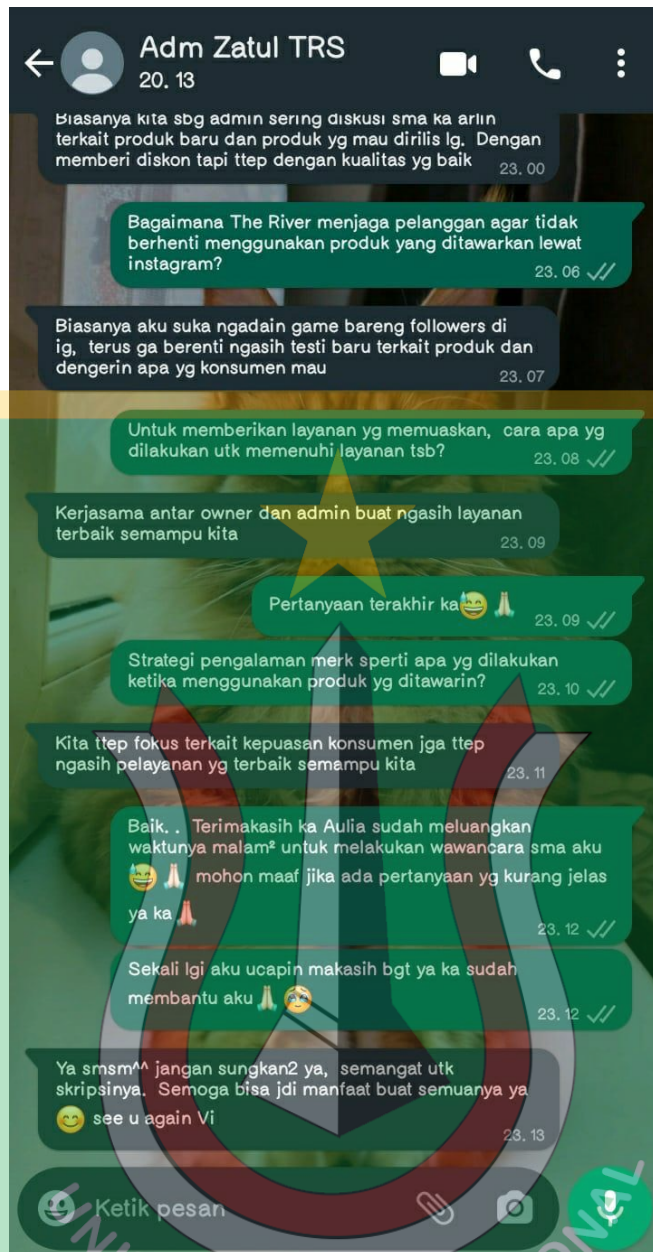 Adm Zatul TRS
20. 13
Biasanya kita sbg admin sering diskusi sma ka arlin
terkait produk baru dan produk yg mau dirilis lg. Dengan
memberi diskon tapi ttep dengan kualitas yg baik
23. 00
Bagaimana The River menjaga pelanggan agar tidak
berhenti menggunakan produk yang ditawarkan lewat
instagram?
23. 06
Biasanya aku suka ngadain game bareng followers di
ig, terus ga berenti ngasih testi baru terkait produk dan
dengerin apa yg konsumen mau
23. 07
Untuk memberikan layanan yg memuaskan, cara apa yg
dilakukan utk memenuhi layanan tsb?
23. 08
Kerjasama antar owner dan admin buat ngasih layanan
terbaik semampu kita
23. 09
Pertanyaan terakhir ka😅🙏🏻
23. 09
Strategi pengalaman merk sperti apa yg dilakukan
ketika menggunakan produk yg ditawarin?
23. 10
Kita ttep fokus terkait kepuasan konsumen jga ttep
ngasih pelayanan yg terbaik semampu kita
23. 11
Baik. . Terimakasih ka Aulia sudah meluangkan
waktunya malam² untuk melakukan wawancara sma aku
😅🙏🏻 mohon maaf jika ada pertanyaan yg kurang jelas
ya ka🙏🏻
23. 12
Sekali lgi aku ucapin makasih bgt ya ka sudah
membantu aku🙏🏻🥺
23. 12
Ya smsm^^ jangan sungkan2 ya, semangat utk
skripsinya. Semoga bisa jdi manfaat buat semuanya ya
😊 see u again Vi
23. 13
Ketik pesan